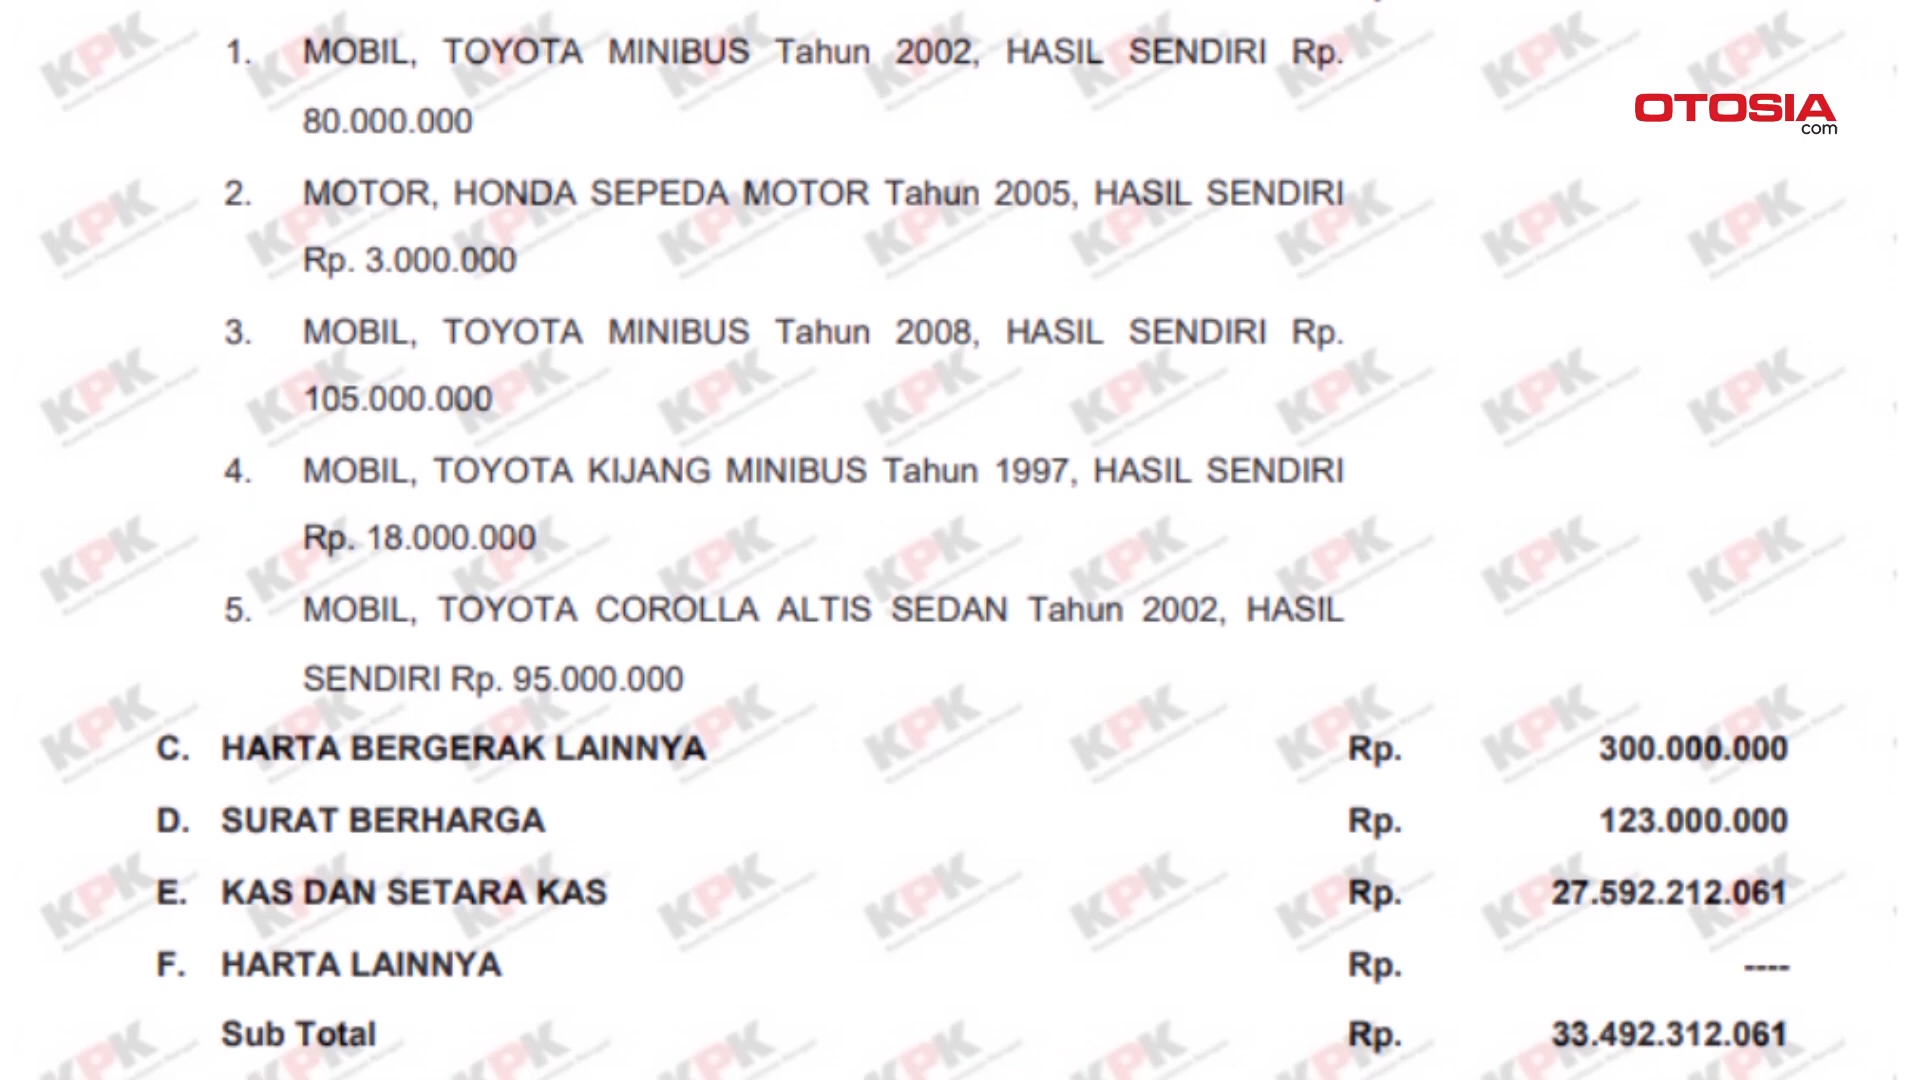 1. MOBIL, TOYOTA MINIBUS Tahun 2002, HASIL SENDIRI Rp.
80.000.000
OTOSIA
com
2. MOTOR, HONDA SEPEDA MOTOR Tahun 2005, HASIL SENDIRI
Rp. 3.000.000
3. MOBIL, TOYOTA MINIBUS Tahun 2008, HASIL SENDIRI Rp.
105.000.000
4. MOBIL, TOYOTA KIJANG MINIBUS Tahun 1997, HASIL SENDIRI
Rp. 18.000.000
5. MOBIL, TOYOTA COROLLA ALTIS SEDAN Tahun 2002, HASIL
SENDIRI Rp. 95.000.000
C. HARTA BERGERAK LAINNYA Rp. 300.000.000
D. SURAT BERHARGA Rp. 123.000.000
E. KAS DAN SETARA KAS Rp. 27.592.212.061
F. HARTA LAINNYA Rp. ----
Sub Total Rp. 33.492.312.061
KPK